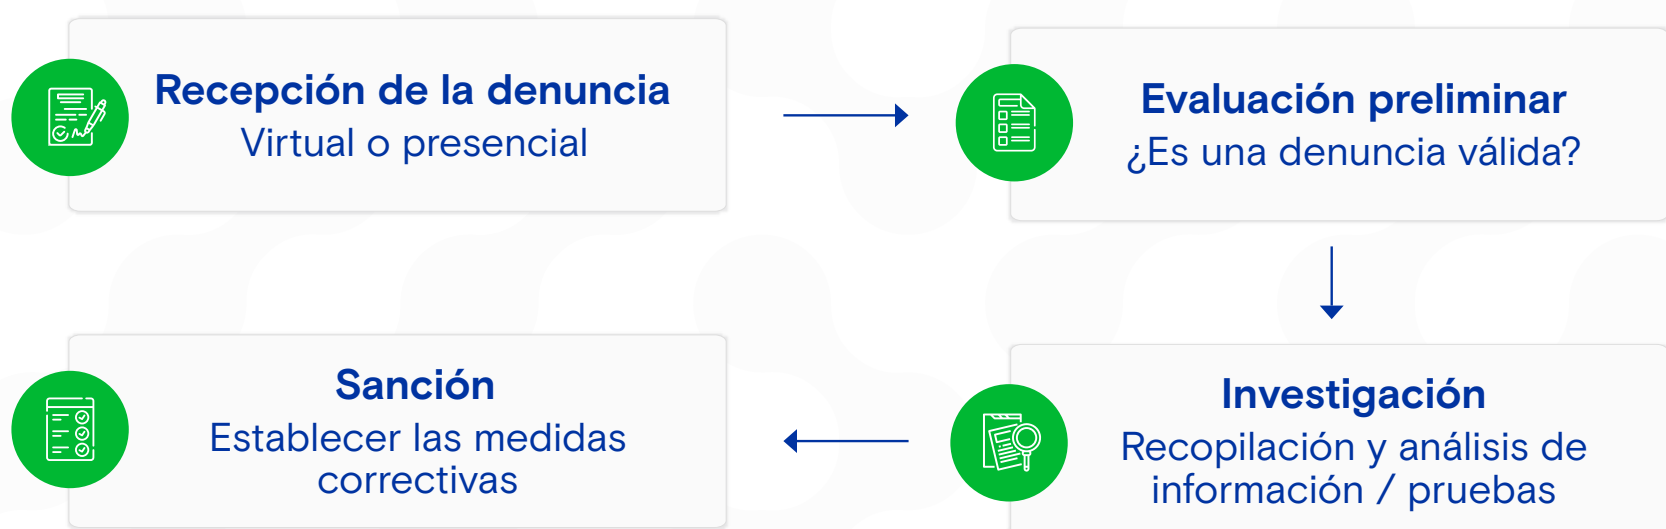 Recepción de la denuncia
Virtual o presencial
Evaluación preliminar
¿Es una denuncia válida?
Investigación
Recopilación y análisis de
información / pruebas
Sanción
Establecer las medidas
correctivas